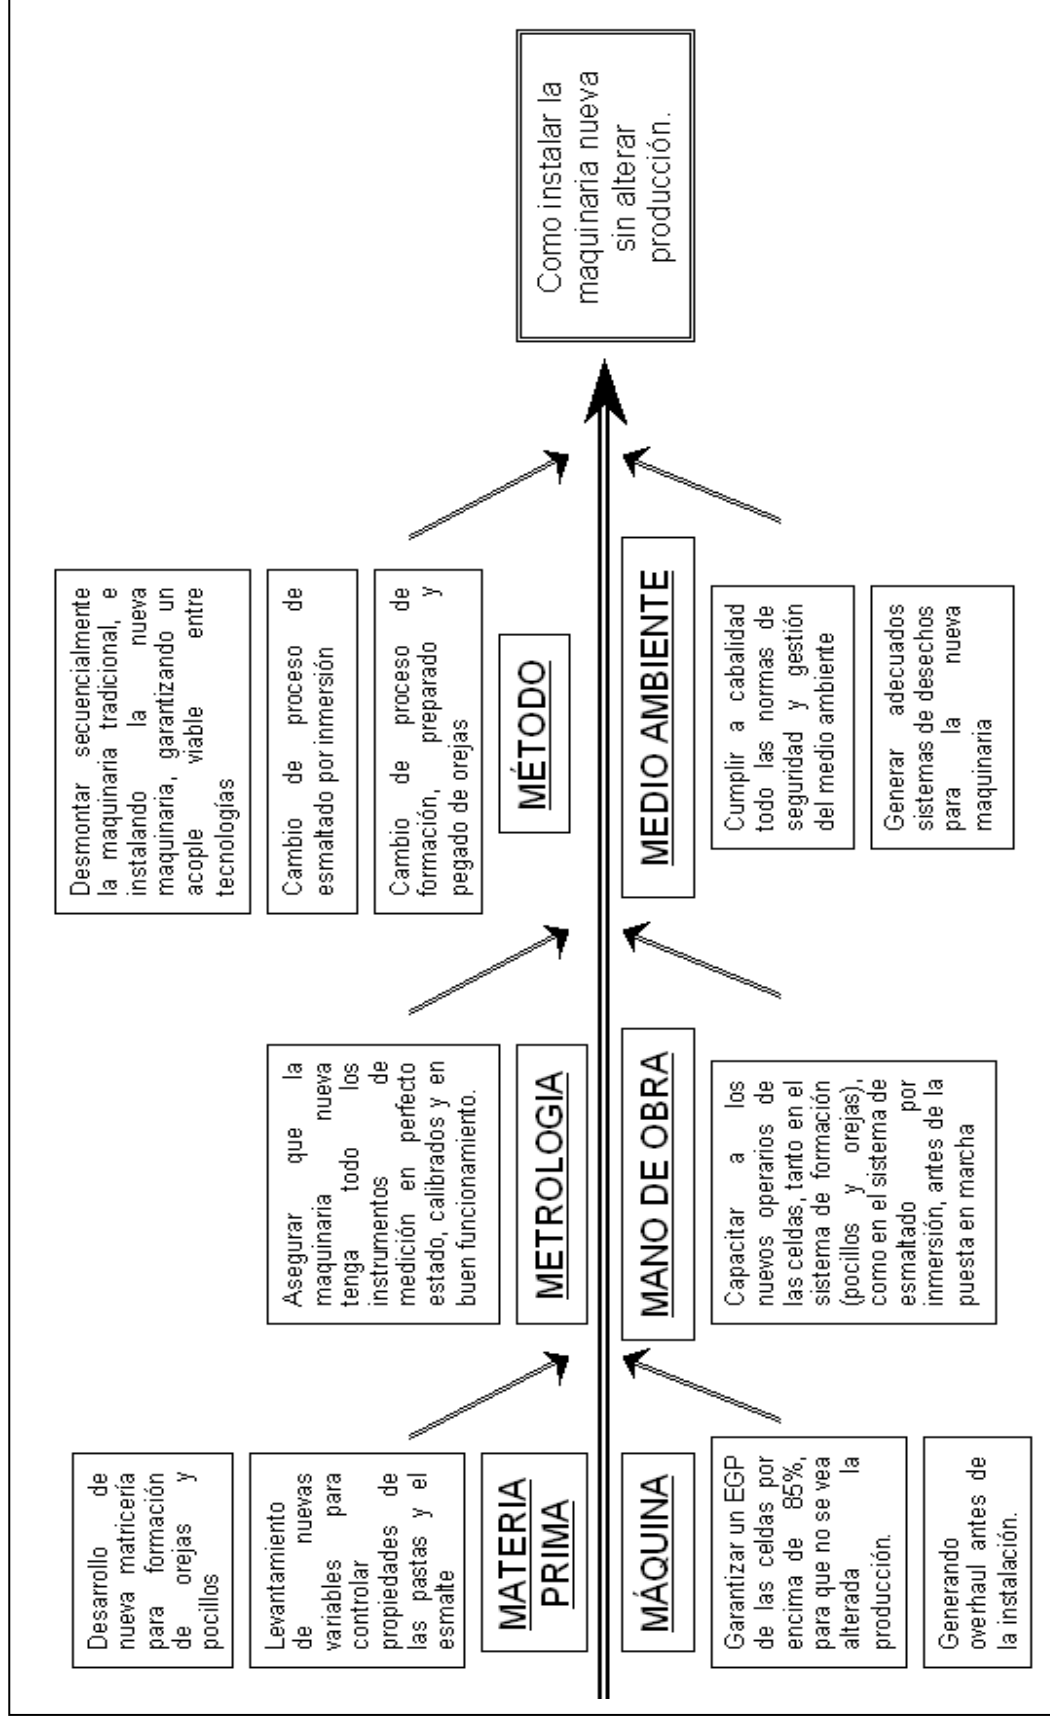 Desarrollo de
nueva matricería
para formación
de orejas y
pocillos
Levantamiento
de nuevas
variables para
controlar
propiedades de
las pastas y el
esmalte
MATERIA
PRIMA
Asegurar que la
maquinaria nueva
tenga todo los
instrumentos de
medición en perfecto
estado, calibrados y en
buen funcionamiento.
METROLOGIA
Desmontar secuencialmente
la maquinaria tradicional, e
instalando la nueva
maquinaria, garantizando un
acople viable entre
tecnologías
Cambio de proceso de
esmaltado por inmersión
Cambio de proceso de
formación, preparado y
pegado de orejas
MÉTODO
Como instalar la
maquinaria nueva
sin alterar
producción.
MÁQUINA
Garantizar un EGP
de las celdas por
encima de 85%,
para que no se vea
alterada la
producción.
Generando
overhaul antes de
la instalación.
MANO DE OBRA
Capacitar a los
nuevos operarios de
las celdas, tanto en el
sistema de formación
(pocillos y orejas),
como en el sistema de
esmaltado por
inmersión, antes de la
puesta en marcha
MEDIO AMBIENTE
Cumplir a cabalidad
todo las normas de
seguridad y gestión
del medio ambiente
Generar adecuados
sistemas de desechos
para la nueva
maquinaria